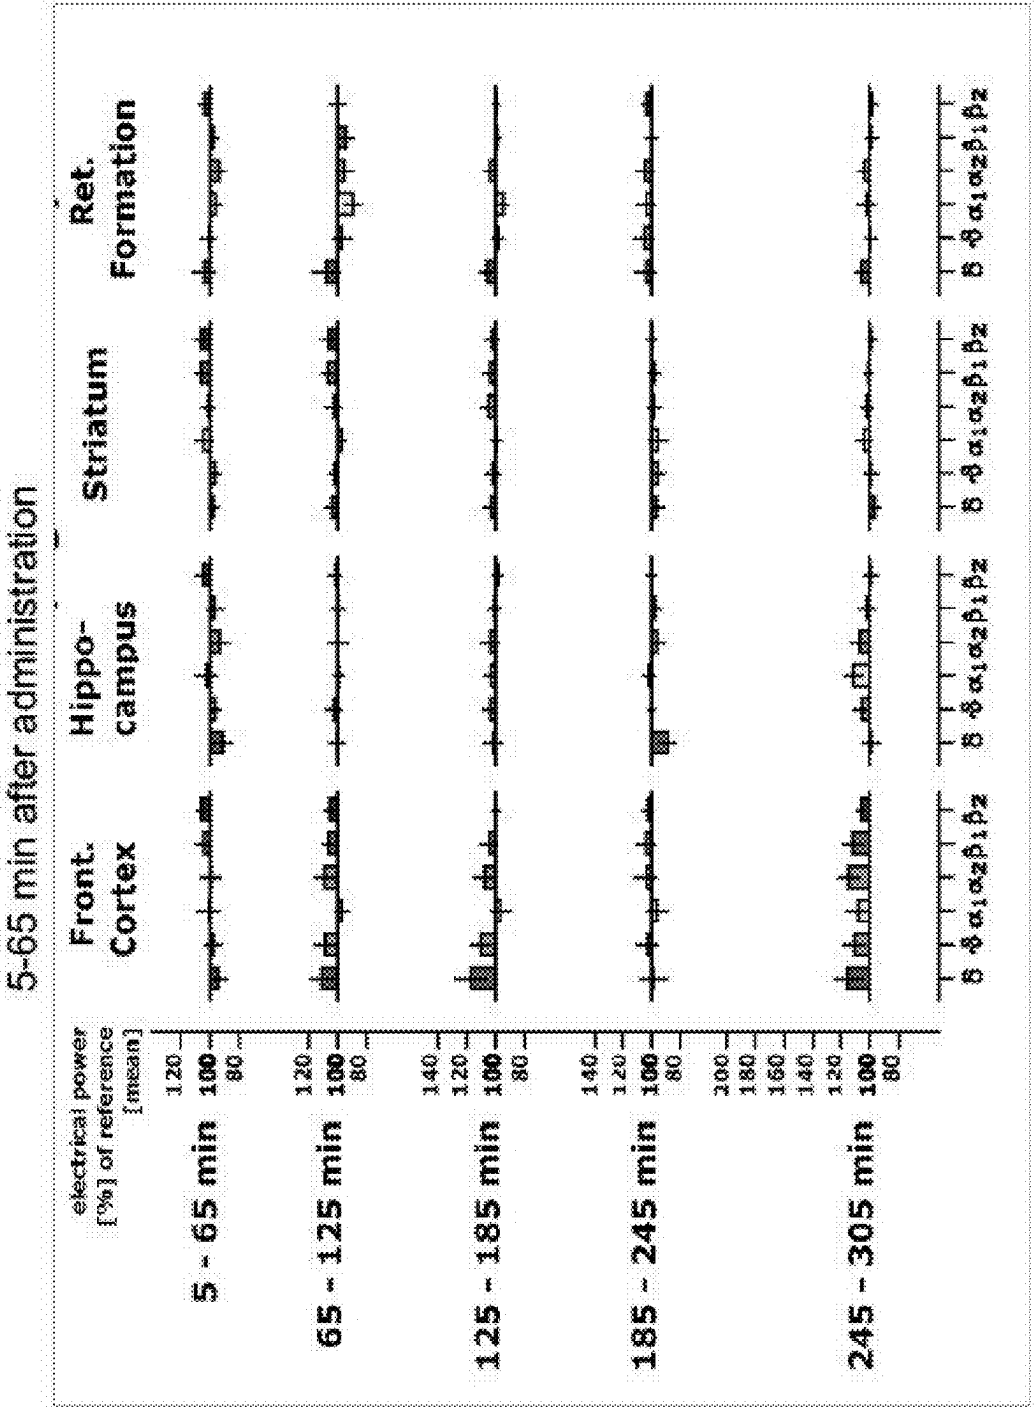 5-65 min after administration
electrical power
[%] of reference
[mean]
Front.
Cortex
Hippo-
campus
Striatum
Ret.
Formation
5 - 65 min
120
100
80
65 - 125 min
120
100
80
125 - 185 min
140
120
100
80
185 - 245 min
140
120
100
80
245 - 305 min
200
180
160
140
120
100
80
δ ϑ α1 α2 β1 β2
δ ϑ α1 α2 β1 β2
δ ϑ α1 α2 β1 β2
δ ϑ α1 α2 β1 β2